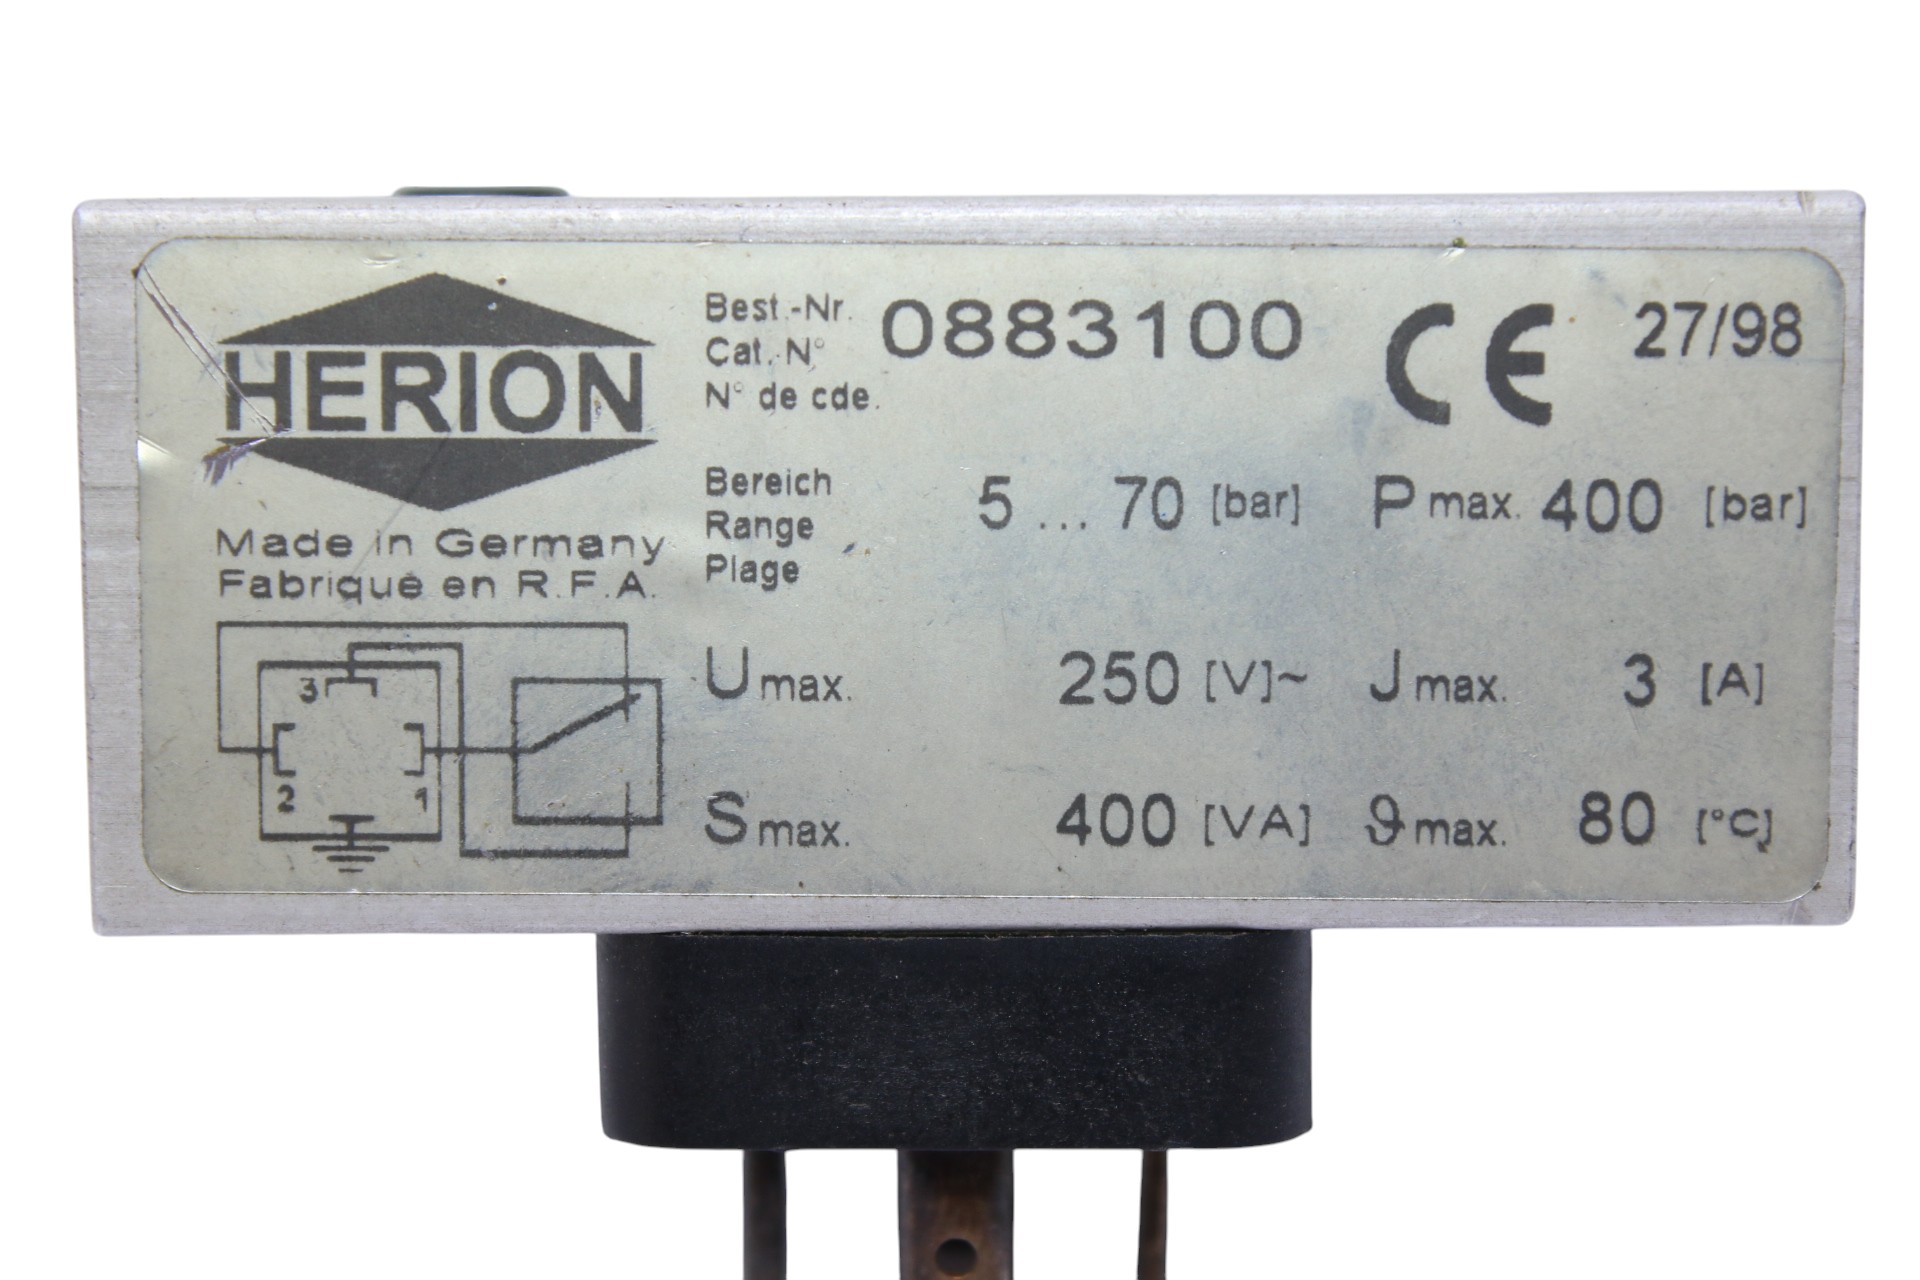 HERION
Made in Germany
Fabriqué en R.F.A.
3
2 1
Best.-Nr.
Cat.-N°
N° de cde.
0883100 CE 27/98
Bereich
Range
Plage
5 ... 70 [bar] P max. 400 [bar]
U max. 250 [V]~ J max. 3 [A]
S max. 400 [VA] ϑ max. 80 [°C]